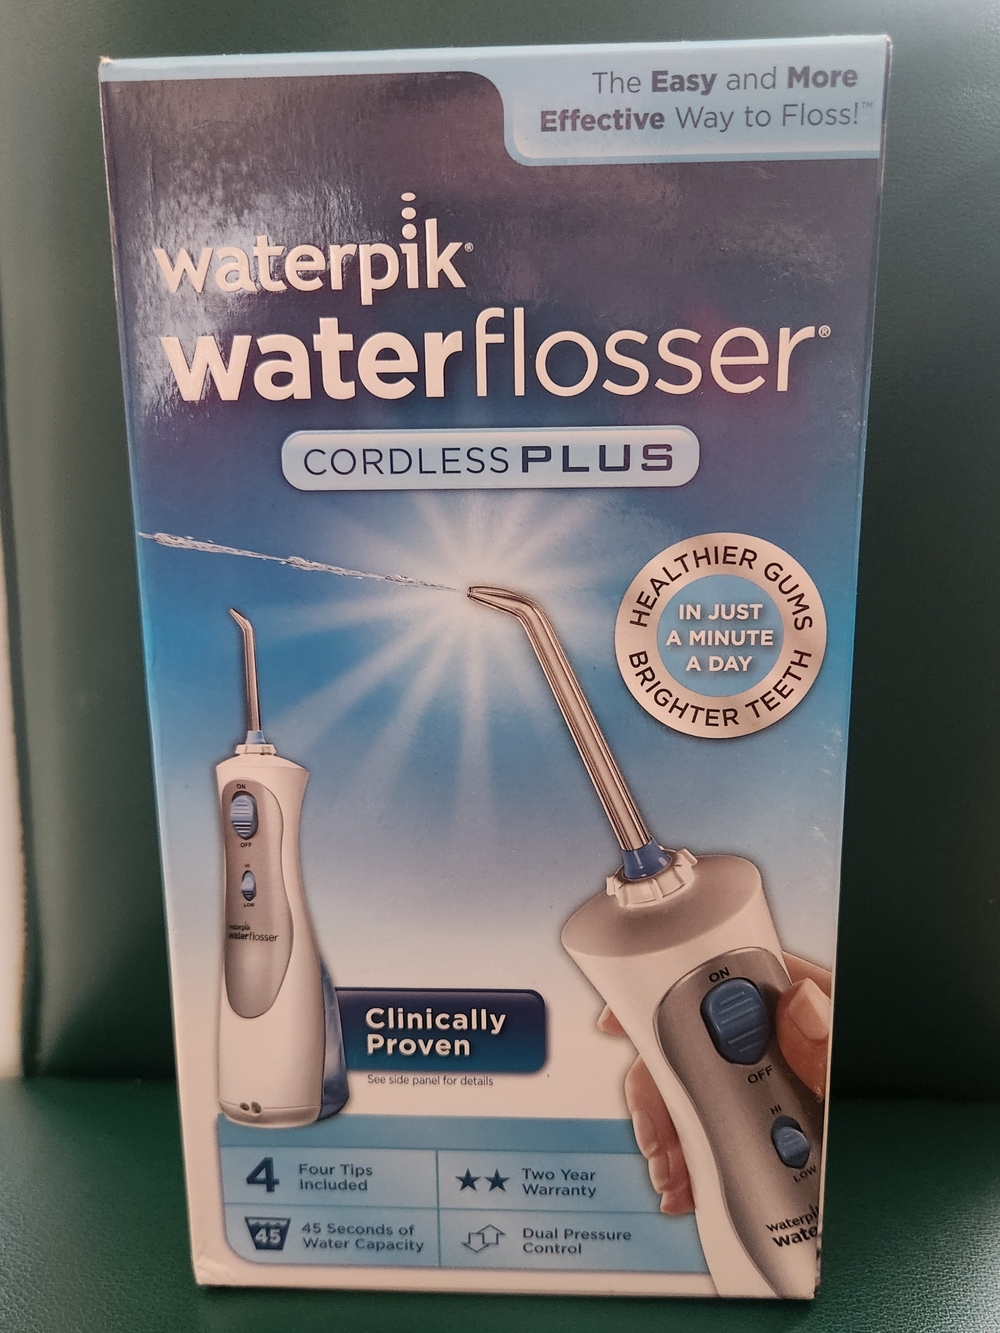 The Easy and More
Effective Way to Floss!™
waterpik®
waterflosser®
CORDLESS PLUS
HEALTHIER GUMS
IN JUST
A MINUTE
A DAY
BRIGHTER TEETH
ON
OFF
HI
LOW
waterpik
waterflosser
ON
OFF
HI
LOW
waterpi
wate
Clinically
Proven
See side panel for details
4
Four Tips
Included
Two Year
Warranty
45
45 Seconds of
Water Capacity
Dual Pressure
Control